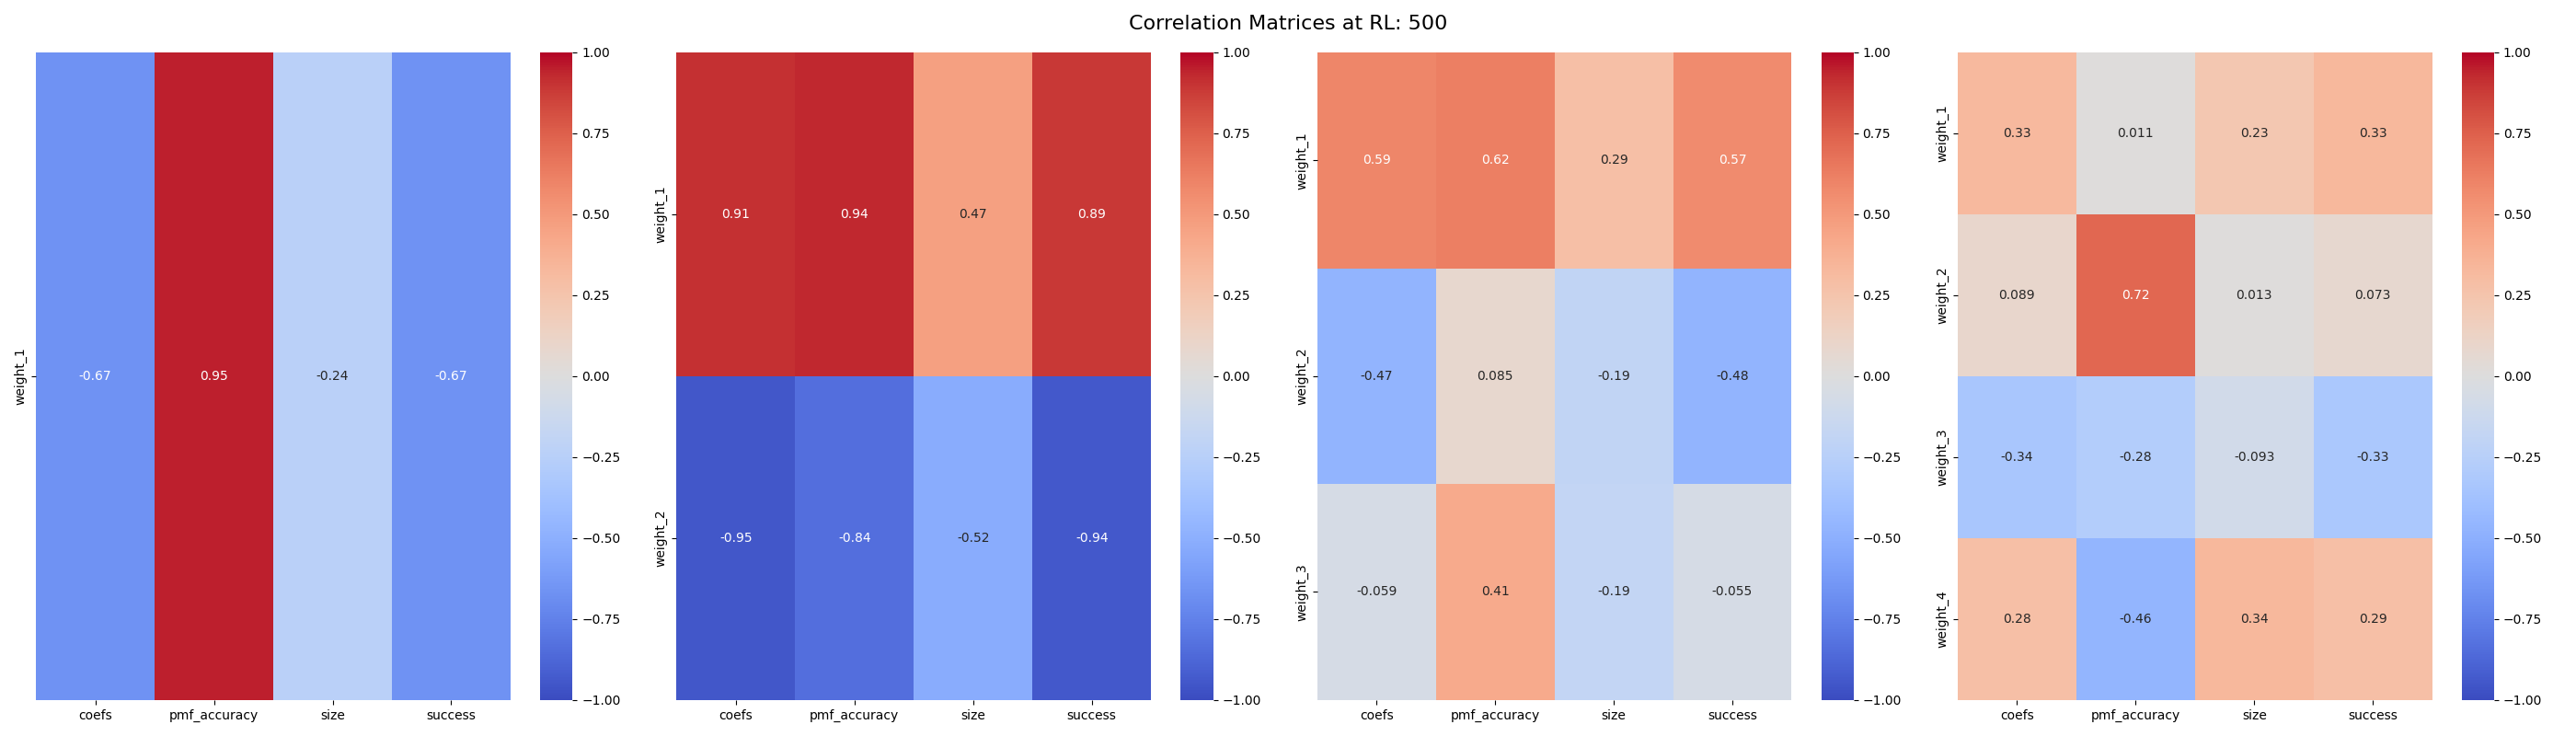 Correlation Matrices at RL: 500
weight_1
-0.67 0.95 -0.24 -0.67
coefs pmf_accuracy size success
1.00
0.75
0.50
0.25
0.00
−0.25
−0.50
−0.75
−1.00
weight_1
0.91 0.94 0.47 0.89
weight_2
-0.95 -0.84 -0.52 -0.94
coefs pmf_accuracy size success
1.00
0.75
0.50
0.25
0.00
−0.25
−0.50
−0.75
−1.00
weight_1
0.59 0.62 0.29 0.57
weight_2
-0.47 0.085 -0.19 -0.48
weight_3
-0.059 0.41 -0.19 -0.055
coefs pmf_accuracy size success
1.00
0.75
0.50
0.25
0.00
−0.25
−0.50
−0.75
−1.00
weight_1
0.33 0.011 0.23 0.33
weight_2
0.089 0.72 0.013 0.073
weight_3
-0.34 -0.28 -0.093 -0.33
weight_4
0.28 -0.46 0.34 0.29
coefs pmf_accuracy size success
1.00
0.75
0.50
0.25
0.00
−0.25
−0.50
−0.75
−1.00